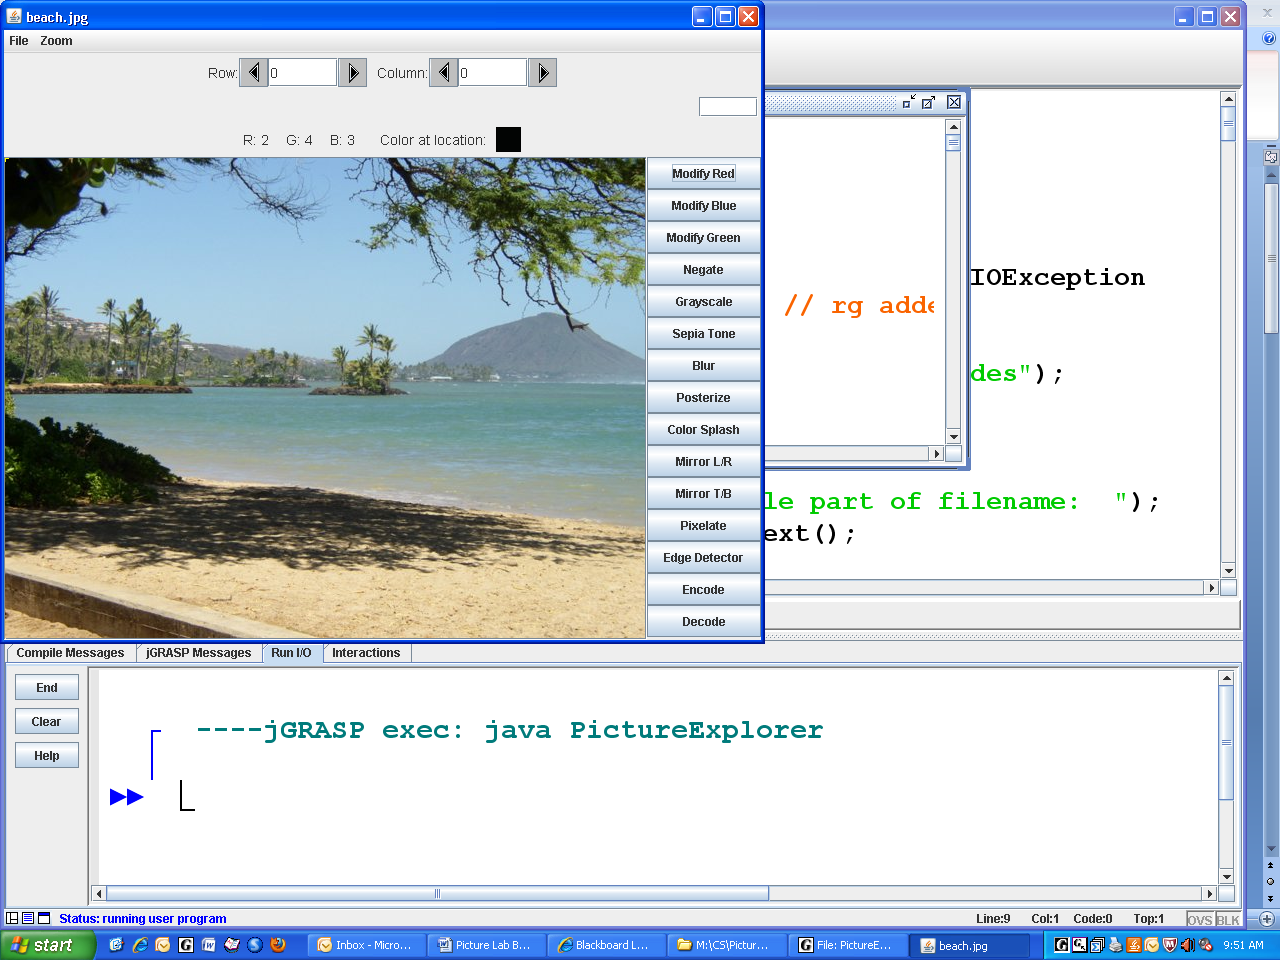 beach.jpg
File Zoom
Row: 0 Column: 0
R: 2 G: 4 B: 3 Color at location:
Modify Red
Modify Blue
Modify Green
Negate
Grayscale
Sepia Tone
Blur
Posterize
Color Splash
Mirror L/R
Mirror T/B
Pixelate
Edge Detector
Encode
Decode
IOException
// rg adde
des");
le part of filename:  ");
ext();
Compile Messages jGRASP Messages Run I/O Interactions
End
Clear
Help
----jGRASP exec: java PictureExplorer
Status: running user program
Line:9 Col:1 Code:0 Top:1 OVS BLK
start
Inbox - Micro...
Picture Lab B...
Blackboard L...
M:\CS\Pictur...
File: PictureE...
beach.jpg
9:51 AM